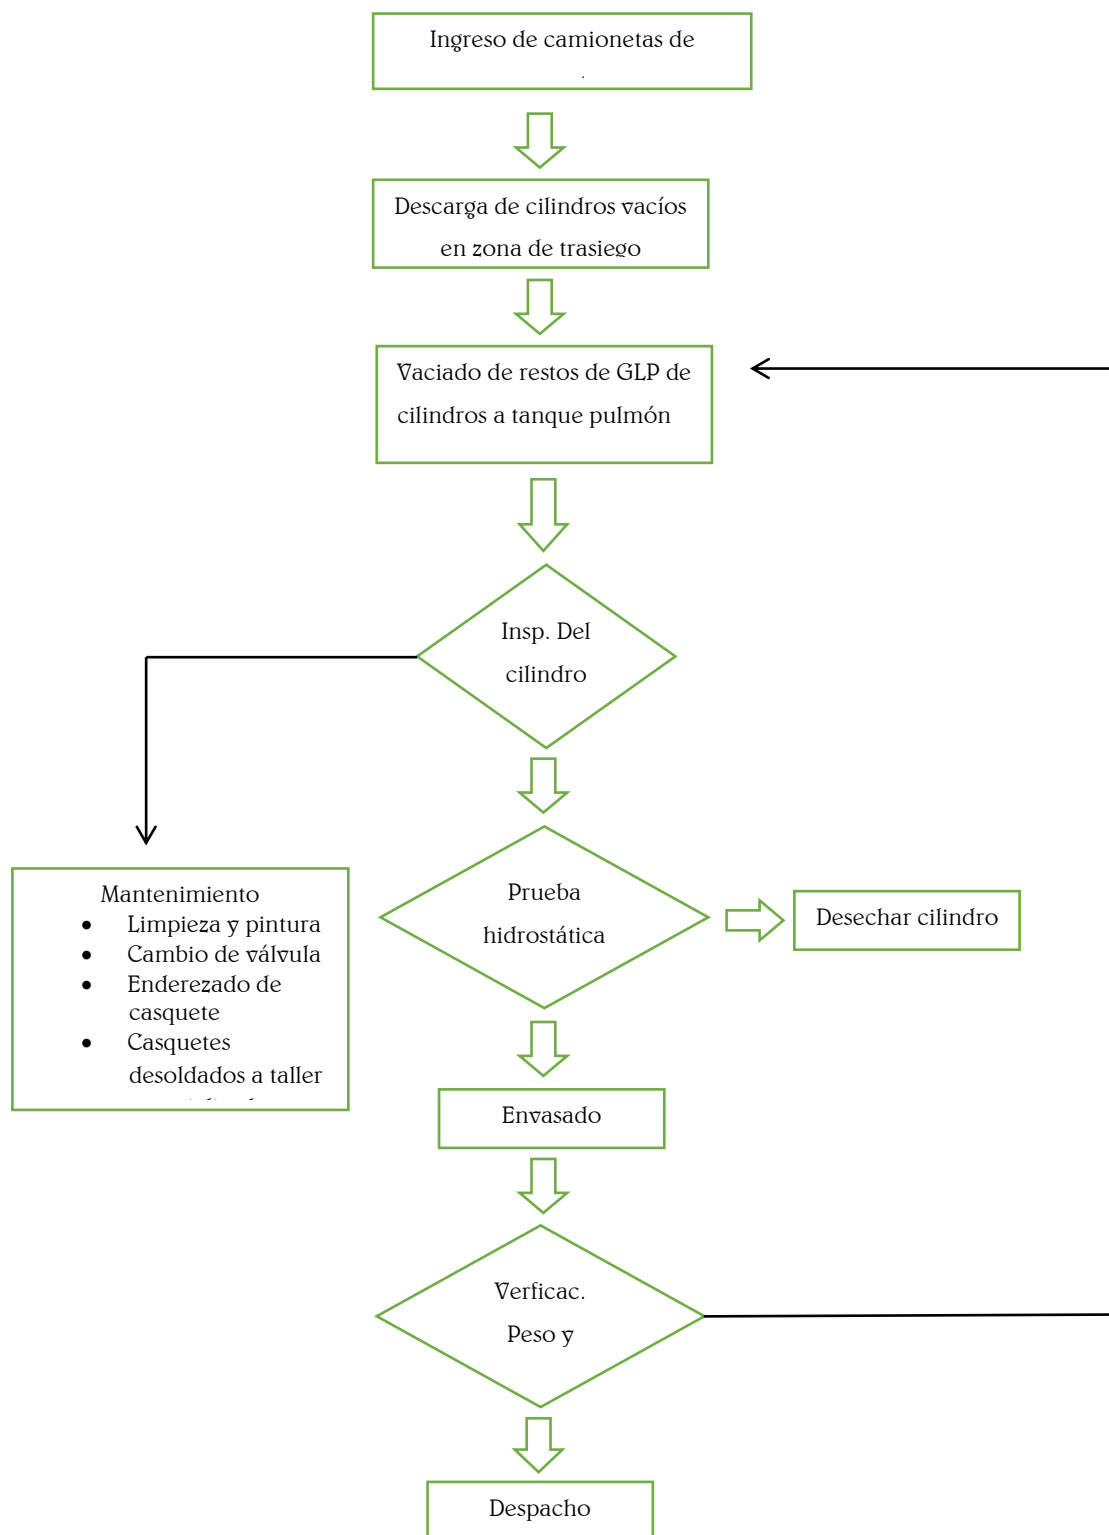 Ingreso de camionetas de
Descarga de cilindros vacíos
en zona de trasiego
Vaciado de restos de GLP de
cilindros a tanque pulmón
Insp. Del
cilindro
Prueba
hidrostática
Desechar cilindro
Mantenimiento
• Limpieza y pintura
• Cambio de válvula
• Enderezado de
casquete
• Casquetes
desoldados a taller
Envasado
Verficac.
Peso y
Despacho